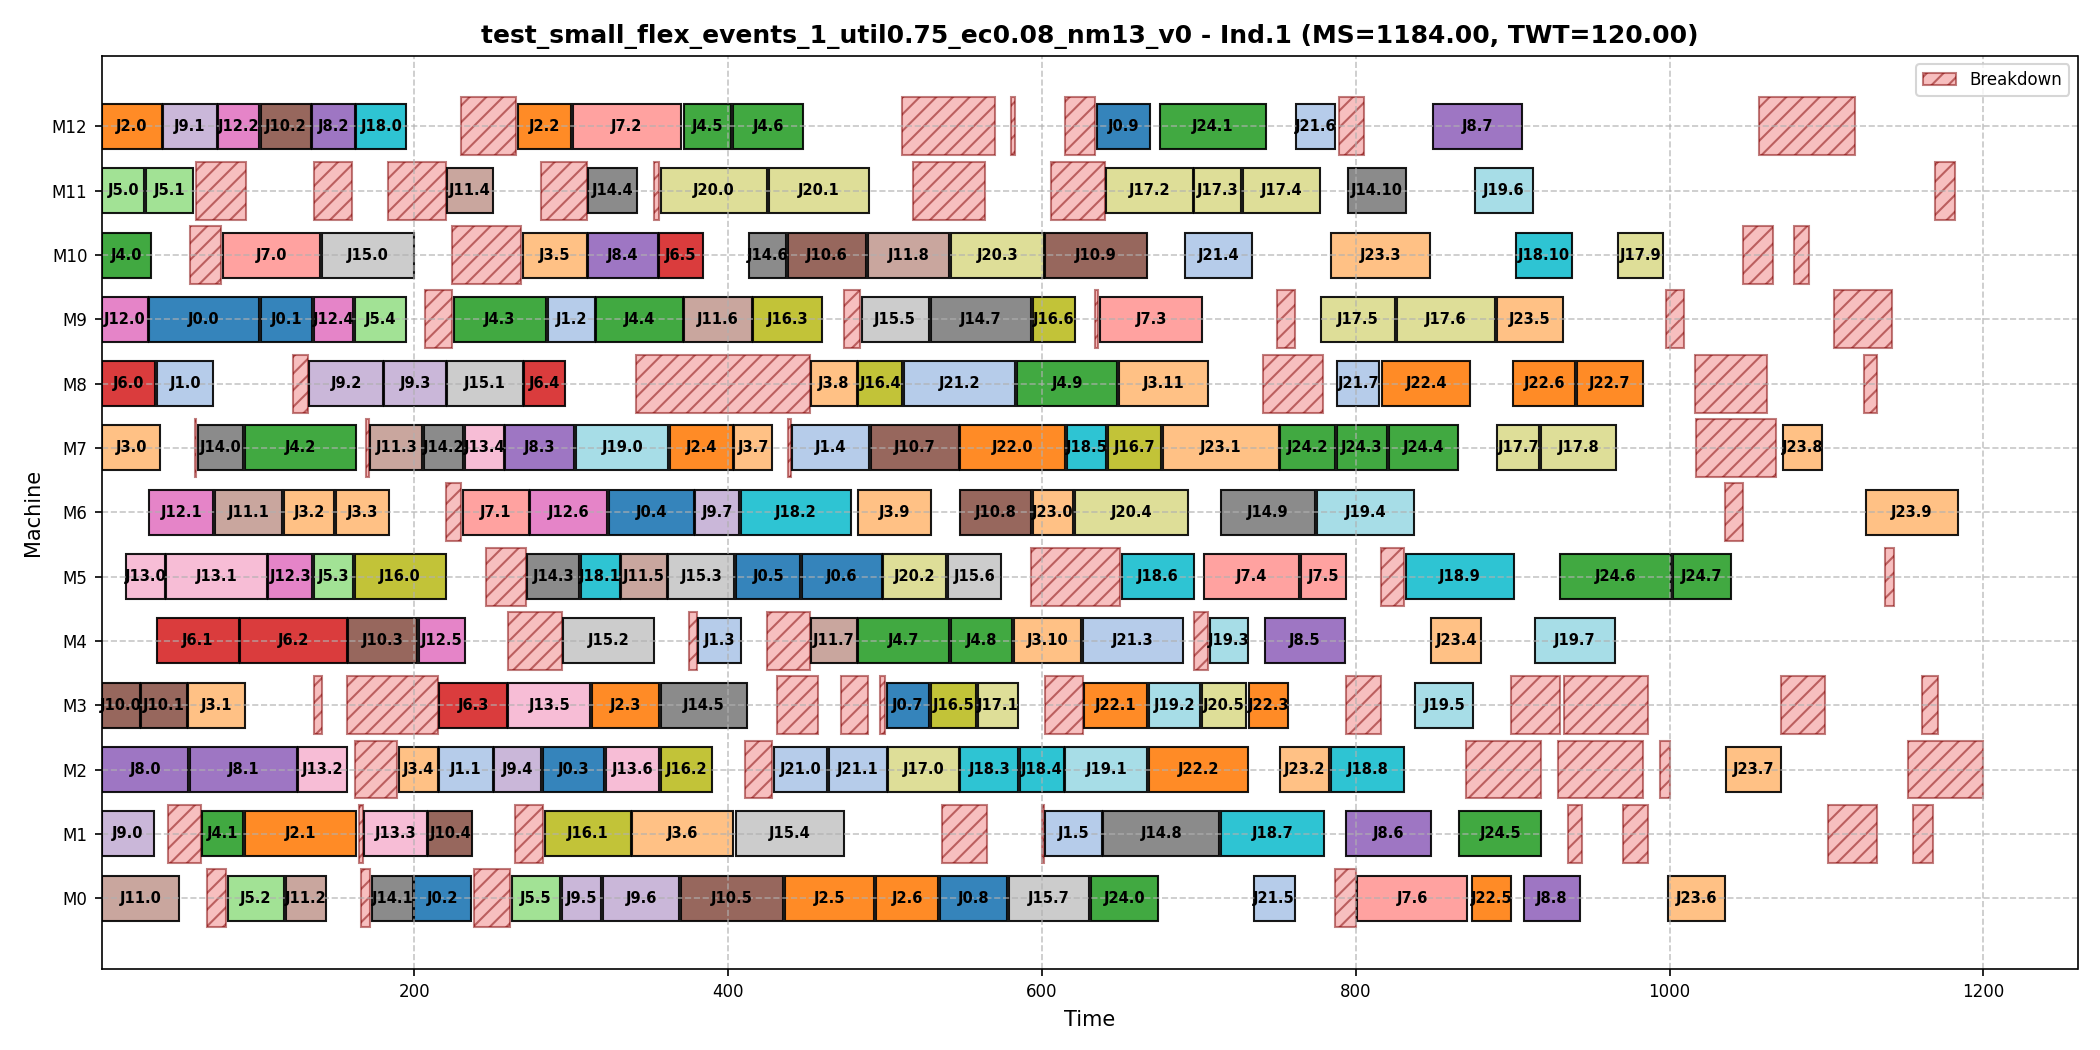 test_small_flex_events_1_util0.75_ec0.08_nm13_v0 - Ind.1 (MS=1184.00, TWT=120.00)
Breakdown
M12 J2.0 J9.1 J12.2 J10.2 J8.2 J18.0 J2.2 J7.2 J4.5 J4.6 J0.9 J24.1 J21.6 J8.7
M11 J5.0 J5.1 J11.4 J14.4 J20.0 J20.1 J17.2 J17.3 J17.4 J14.10 J19.6
M10 J4.0 J7.0 J15.0 J3.5 J8.4 J6.5 J14.6 J10.6 J11.8 J20.3 J10.9 J21.4 J23.3 J18.10 J17.9
M9 J12.0 J0.0 J0.1 J12.4 J5.4 J4.3 J1.2 J4.4 J11.6 J16.3 J15.5 J14.7 J16.6 J7.3 J17.5 J17.6 J23.5
M8 J6.0 J1.0 J9.2 J9.3 J15.1 J6.4 J3.8 J16.4 J21.2 J4.9 J3.11 J21.7 J22.4 J22.6 J22.7
M7 J3.0 J14.0 J4.2 J11.3 J14.2 J13.4 J8.3 J19.0 J2.4 J3.7 J1.4 J10.7 J22.0 J18.5 J16.7 J23.1 J24.2 J24.3 J24.4 J17.7 J17.8 J23.8
M6 J12.1 J11.1 J3.2 J3.3 J7.1 J12.6 J0.4 J9.7 J18.2 J3.9 J10.8 J23.0 J20.4 J14.9 J19.4 J23.9
M5 J13.0 J13.1 J12.3 J5.3 J16.0 J14.3 J18.1 J11.5 J15.3 J0.5 J0.6 J20.2 J15.6 J18.6 J7.4 J7.5 J18.9 J24.6 J24.7
M4 J6.1 J6.2 J10.3 J12.5 J15.2 J1.3 J11.7 J4.7 J4.8 J3.10 J21.3 J19.3 J8.5 J23.4 J19.7
M3 J10.0 J10.1 J3.1 J6.3 J13.5 J2.3 J14.5 J0.7 J16.5 J17.1 J22.1 J19.2 J20.5 J22.3 J19.5
M2 J8.0 J8.1 J13.2 J3.4 J1.1 J9.4 J0.3 J13.6 J16.2 J21.0 J21.1 J17.0 J18.3 J18.4 J19.1 J22.2 J23.2 J18.8 J23.7
M1 J9.0 J4.1 J2.1 J13.3 J10.4 J16.1 J3.6 J15.4 J1.5 J14.8 J18.7 J8.6 J24.5
M0 J11.0 J5.2 J11.2 J14.1 J0.2 J5.5 J9.5 J9.6 J10.5 J2.5 J2.6 J0.8 J15.7 J24.0 J21.5 J7.6 J22.5 J8.8 J23.6
Machine
200 400 600 800 1000 1200
Time